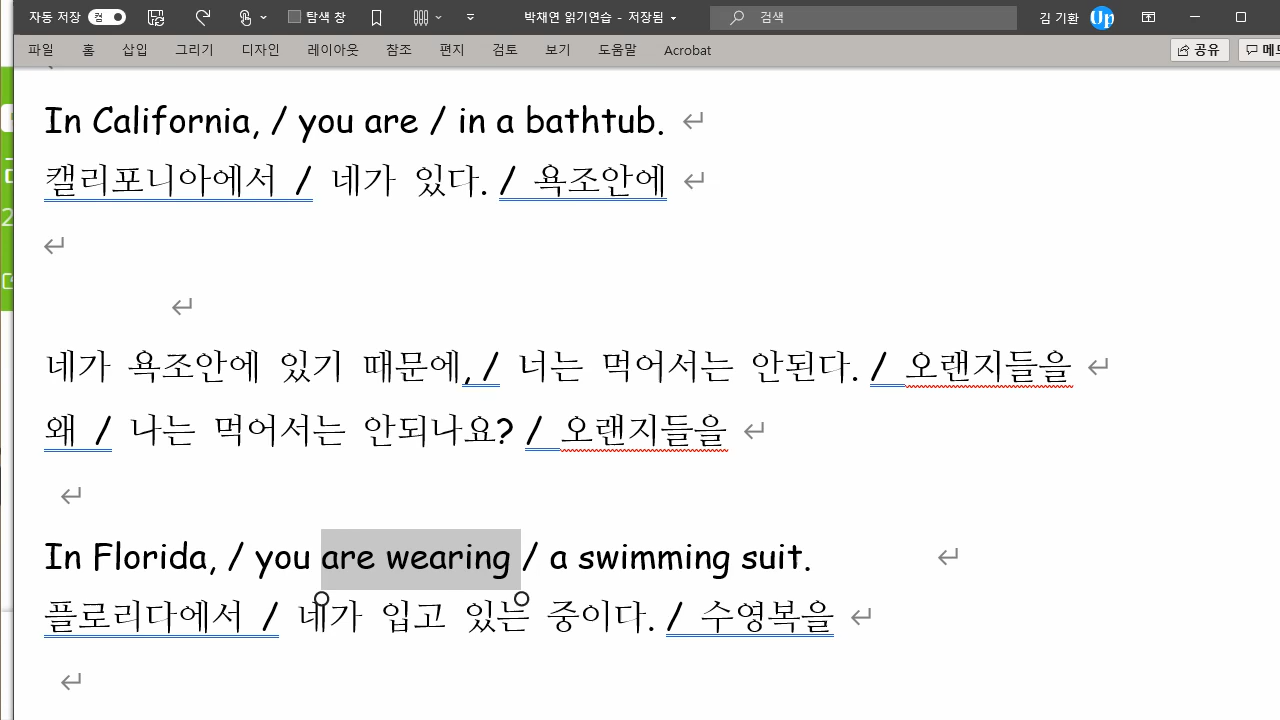 자동 저장 컴 탐색 창 박채연 읽기연습 - 저장됨 검색 김 기환 Up
파일 홈 삽입 그리기 디자인 레이아웃 참조 편지 검토 보기 도움말 Acrobat 공유 메모
In California, / you are / in a bathtub.
캘리포니아에서 / 네가 있다. / 욕조안에
네가 욕조안에 있기 때문에, / 너는 먹어서는 안된다. / 오랜지들을
왜 / 나는 먹어서는 안되나요? / 오랜지들을
In Florida, / you are wearing / a swimming suit.
플로리다에서 / 네가 입고 있는 중이다. / 수영복을